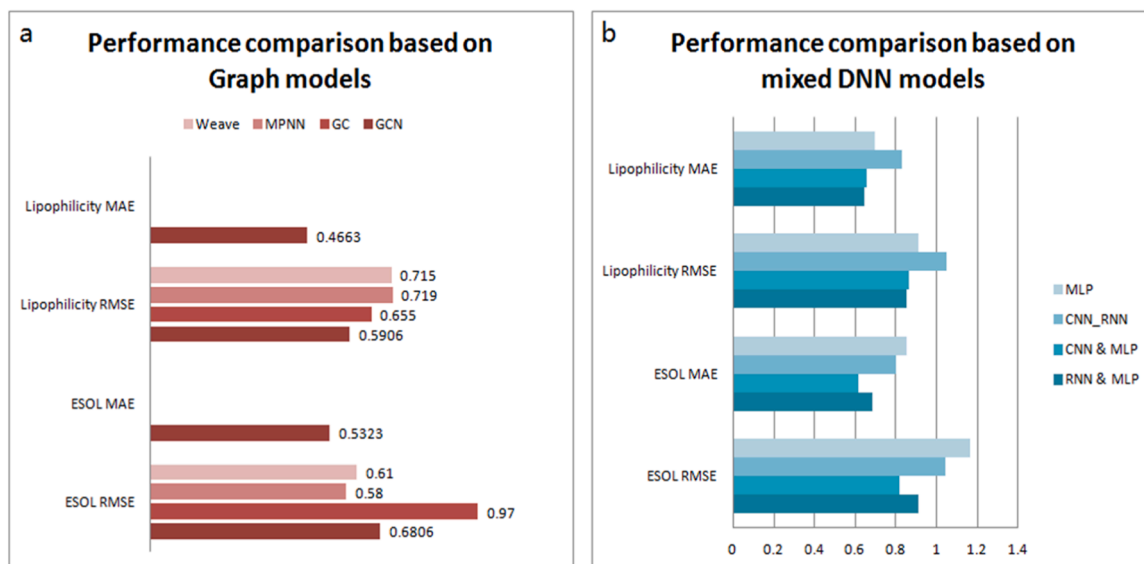 a
Performance comparison based on
Graph models
Weave MPNN GC GCN
Lipophilicity MAE
0.4663
Lipophilicity RMSE
0.715
0.719
0.655
0.5906
ESOL MAE
0.5323
ESOL RMSE
0.61
0.58
0.97
0.6806
b
Performance comparison based on
mixed DNN models
Lipophilicity MAE
Lipophilicity RMSE
ESOL MAE
ESOL RMSE
MLP
CNN_RNN
CNN & MLP
RNN & MLP
0 0.2 0.4 0.6 0.8 1 1.2 1.4